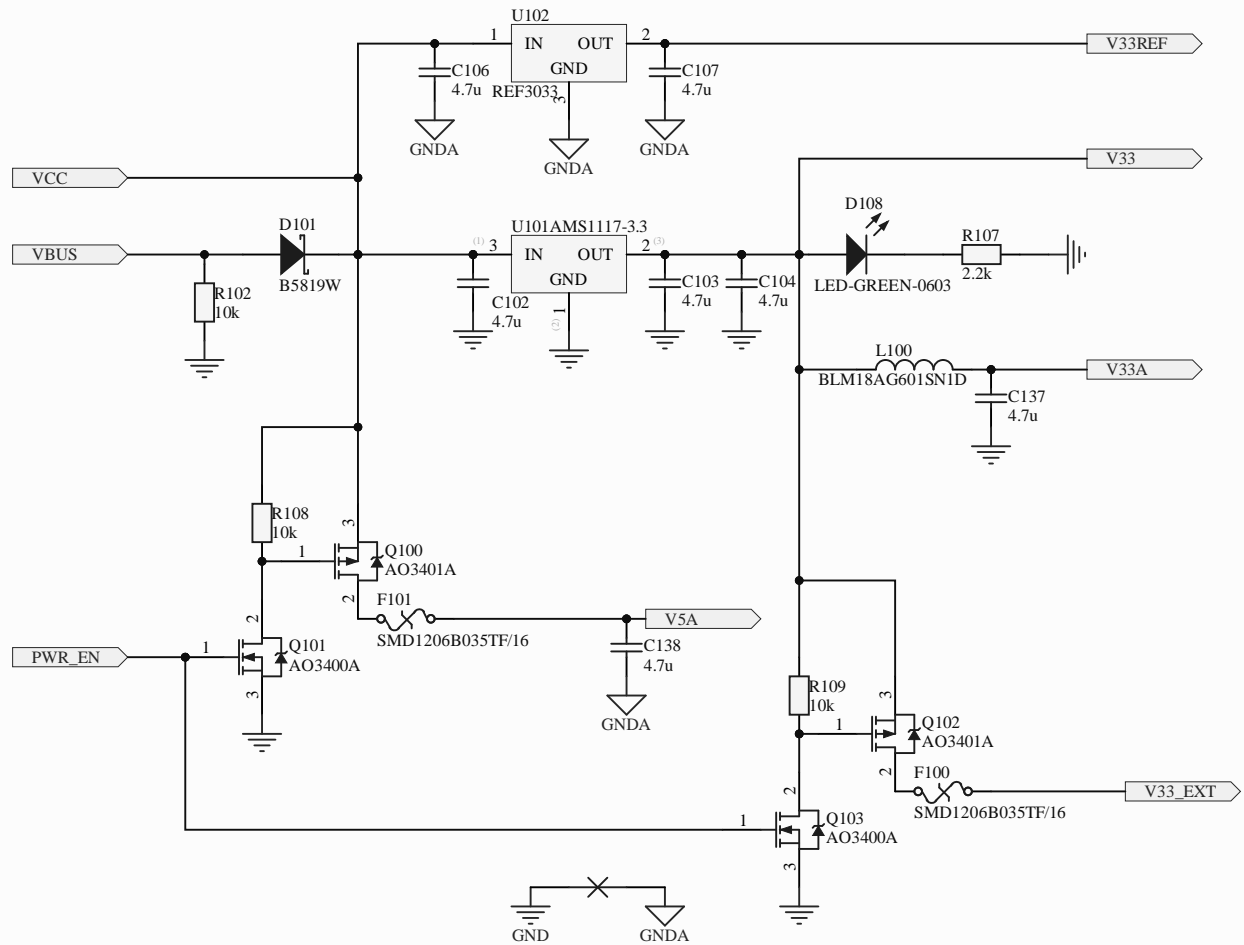 U102
1
IN
OUT
2
GND
REF3033
3
C106
4.7u
C107
4.7u
GNDA
GNDA
GNDA
V33REF
V33
VCC
VBUS
D101
B5819W
R102
10k
U101AMS1117-3.3
(1)
3
IN
OUT
2
(3)
GND
1
(2)
C102
4.7u
C103
4.7u
C104
4.7u
D108
LED-GREEN-0603
R107
2.2k
L100
BLM18AG601SN1D
V33A
C137
4.7u
R108
10k
3
1
Q100
AO3401A
2
F101
SMD1206B035TF/16
V5A
C138
4.7u
GNDA
PWR_EN
2
1
Q101
AO3400A
3
R109
10k
3
1
Q102
AO3401A
2
F100
SMD1206B035TF/16
V33_EXT
2
1
Q103
AO3400A
3
GND
GNDA